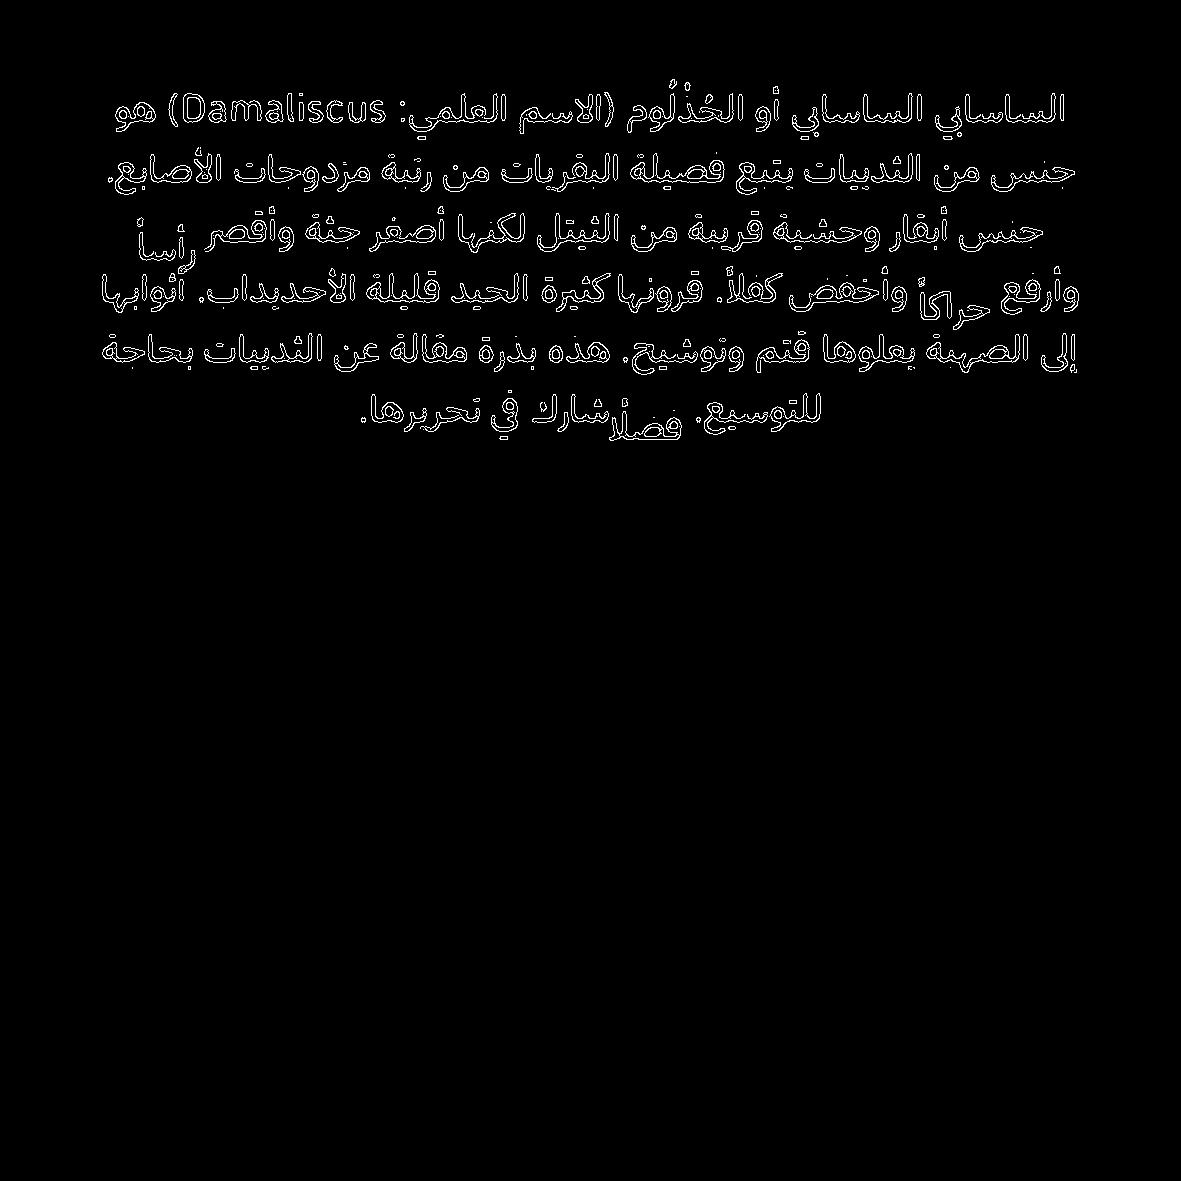 الساسابي الساسابي أو الحُذْلُوم (الاسم العلمي: Damaliscus) هو
جنس من الثدييات يتبع فصيلة البقريات من رتبة مزدوجات الأصابع.
جنس أبقار وحشية قريبة من الثيتل لكنها أصغر جثة وأقصر رأساً
وأرفع حراكاً وأخفض كفلاً. قرونها كثيرة الحيد قليلة الأحديداب. أثوابها
إلى الصهبة يعلوها قتم وتوشيح. هذه بذرة مقالة عن الثدييات بحاجة
للتوسيع. فضلاً شارك في تحريرها.